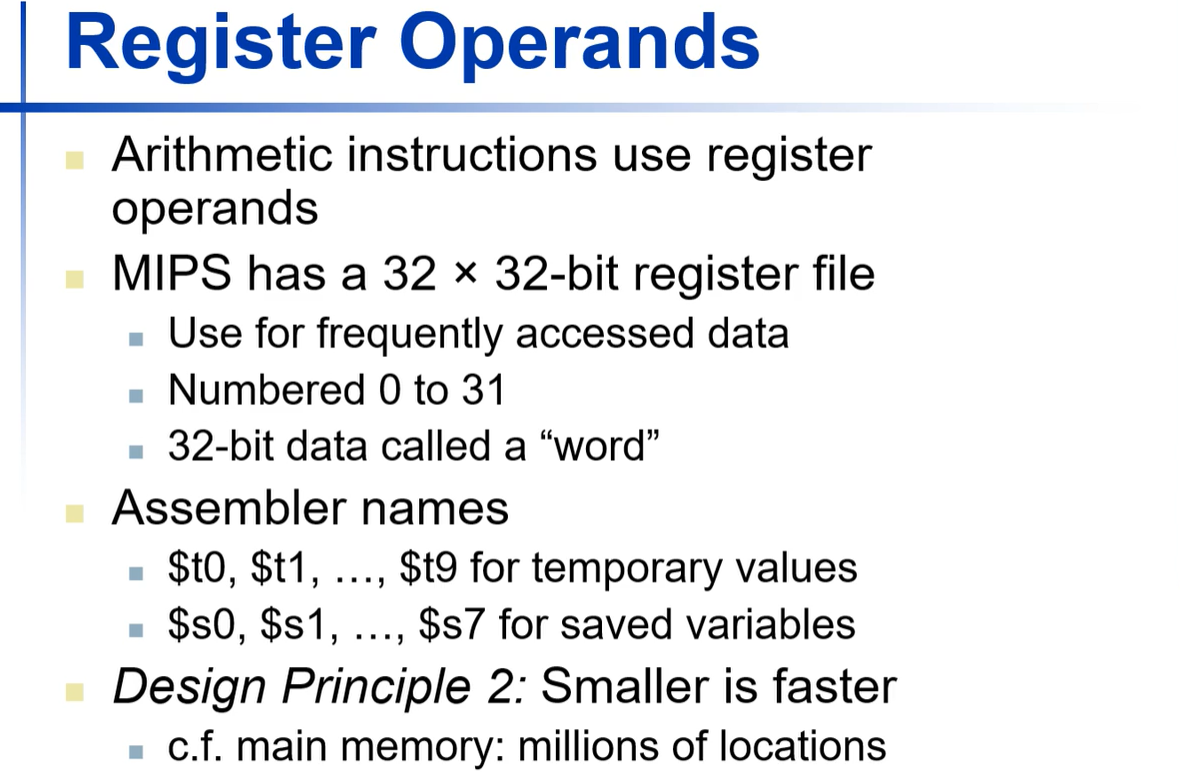 Register Operands
Arithmetic instructions use register
operands
MIPS has a 32 × 32-bit register file
Use for frequently accessed data
Numbered 0 to 31
32-bit data called a “word”
Assembler names
$t0, $t1, …, $t9 for temporary values
$s0, $s1, …, $s7 for saved variables
Design Principle 2: Smaller is faster
c.f. main memory: millions of locations